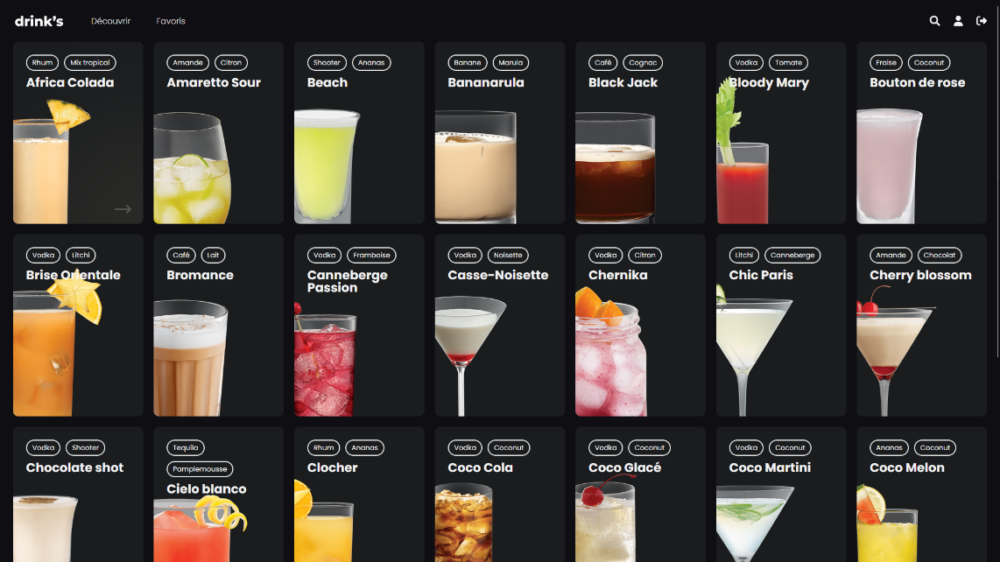 drink's Découvrir Favoris
Rhum Mix tropical
Africa Colada
Amande Citron
Amaretto Sour
Shooter Ananas
Beach
Banane Marula
Bananarula
Café Cognac
Black Jack
Vodka Tomate
Bloody Mary
Fraise Coconut
Bouton de rose
Vodka Litchi
Brise Orientale
Café Lait
Bromance
Vodka Framboise
Canneberge
Passion
Vodka Noisette
Casse-Noisette
Vodka Citron
Chernika
Litchi Canneberge
Chic Paris
Amande Chocolat
Cherry blossom
Vodka Shooter
Chocolate shot
Tequila
Pamplemousse
Cielo blanco
Rhum Ananas
Clocher
Vodka Coconut
Coco Cola
Vodka Coconut
Coco Glacé
Vodka Coconut
Coco Martini
Ananas Coconut
Coco Melon